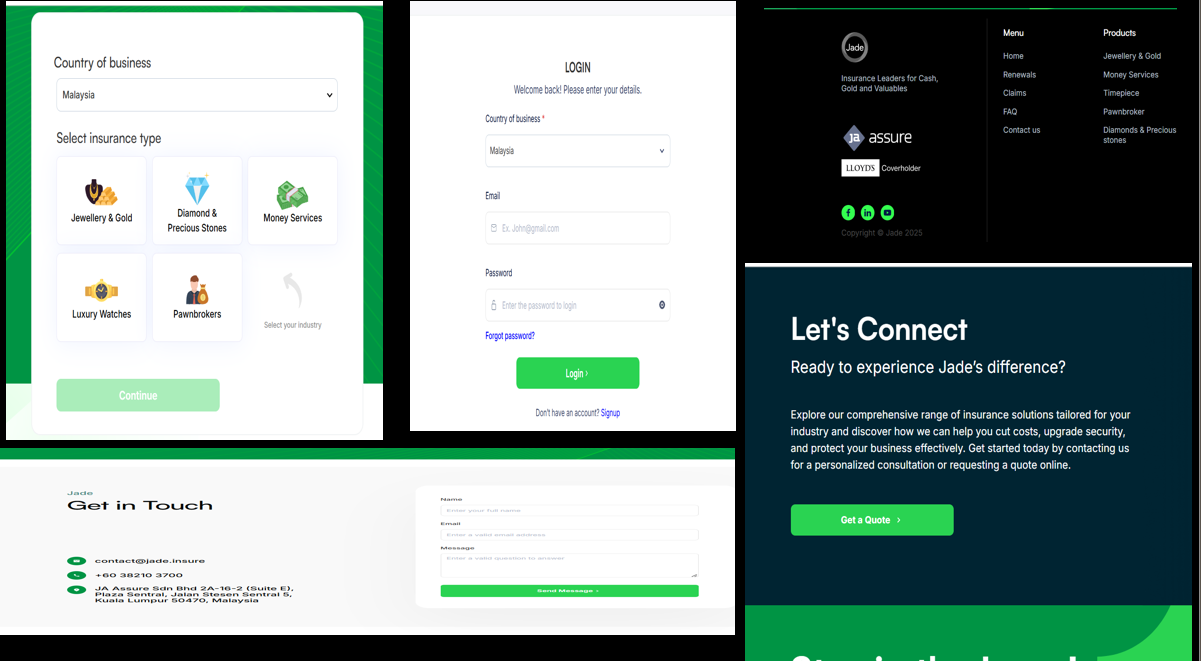 Country of business
Malaysia
Select insurance type
Jewellery & Gold
Diamond &
Precious Stones
Money Services
Luxury Watches
Pawnbrokers
Select your industry
Continue
LOGIN
Welcome back! Please enter your details.
Country of business *
Malaysia
Email
Ex. John@gmail.com
Password
Enter the password to login
Forgot password?
Login ›
Don't have an account? Signup
Jade
Insurance Leaders for Cash,
Gold and Valuables
ja assure
LLOYD'S Coverholder
Copyright © Jade 2025
Menu
Home
Renewals
Claims
FAQ
Contact us
Products
Jewellery & Gold
Money Services
Timepiece
Pawnbroker
Diamonds & Precious
stones
Jade
Get in Touch
contact@jade.insure
+60 38210 3700
JA Assure Sdn Bhd 2A-16-2 (Suite E),
Plaza Sentral, Jalan Stesen Sentral 5,
Kuala Lumpur 50470, Malaysia
Name
Enter your full name
Email
Enter a valid email address
Message
Enter a valid question to answer
Send Message ›
Let's Connect
Ready to experience Jade’s difference?
Explore our comprehensive range of insurance solutions tailored for your
industry and discover how we can help you cut costs, upgrade security,
and protect your business effectively. Get started today by contacting us
for a personalized consultation or requesting a quote online.
Get a Quote ›